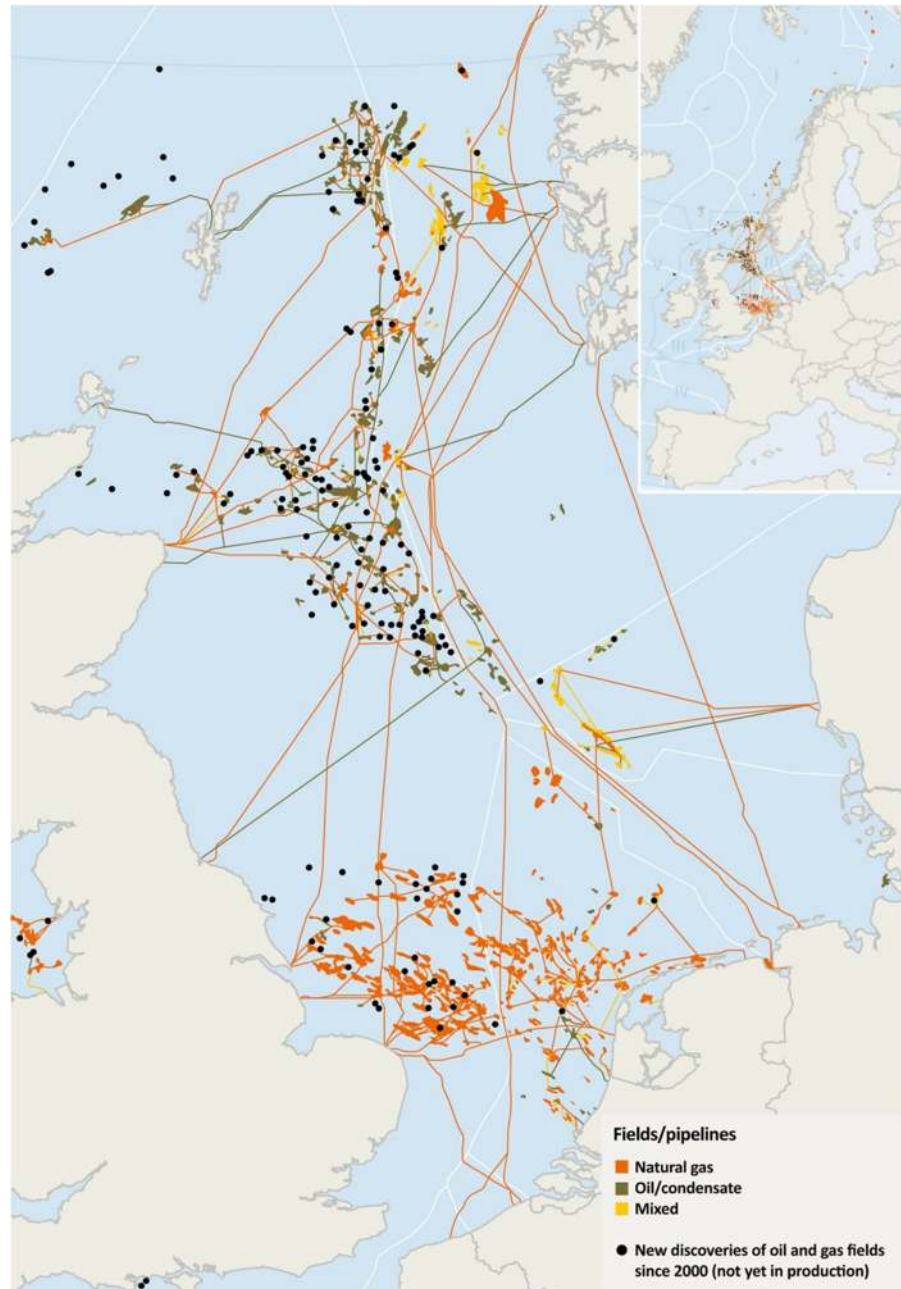 Fields/pipelines
Natural gas
Oil/condensate
Mixed
New discoveries of oil and gas fields
since 2000 (not yet in production)